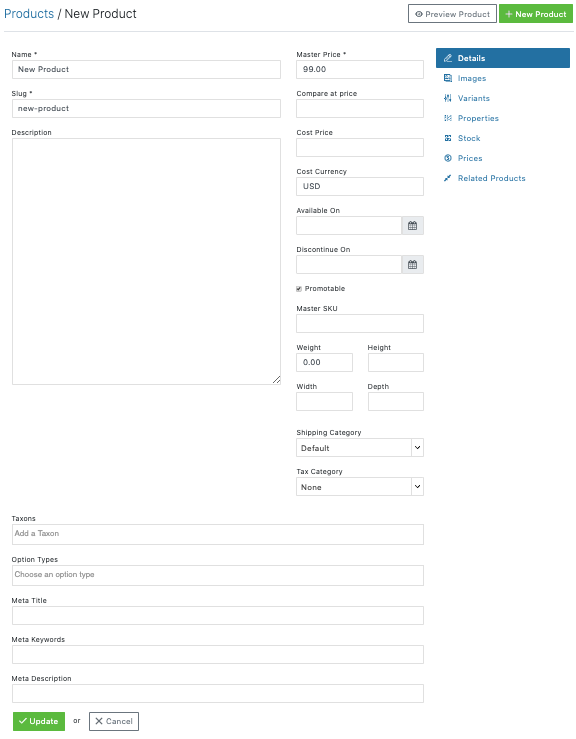 Products / New Product
Preview Product
New Product
Name *
New Product
Slug *
new-product
Description
Master Price *
99.00
Compare at price
Cost Price
Cost Currency
USD
Available On
Discontinue On
Promotable
Master SKU
Weight
Height
0.00
Width
Depth
Shipping Category
Default
Tax Category
None
Details
Images
Variants
Properties
Stock
Prices
Related Products
Taxons
Add a Taxon
Option Types
Choose an option type
Meta Title
Meta Keywords
Meta Description
Update or Cancel